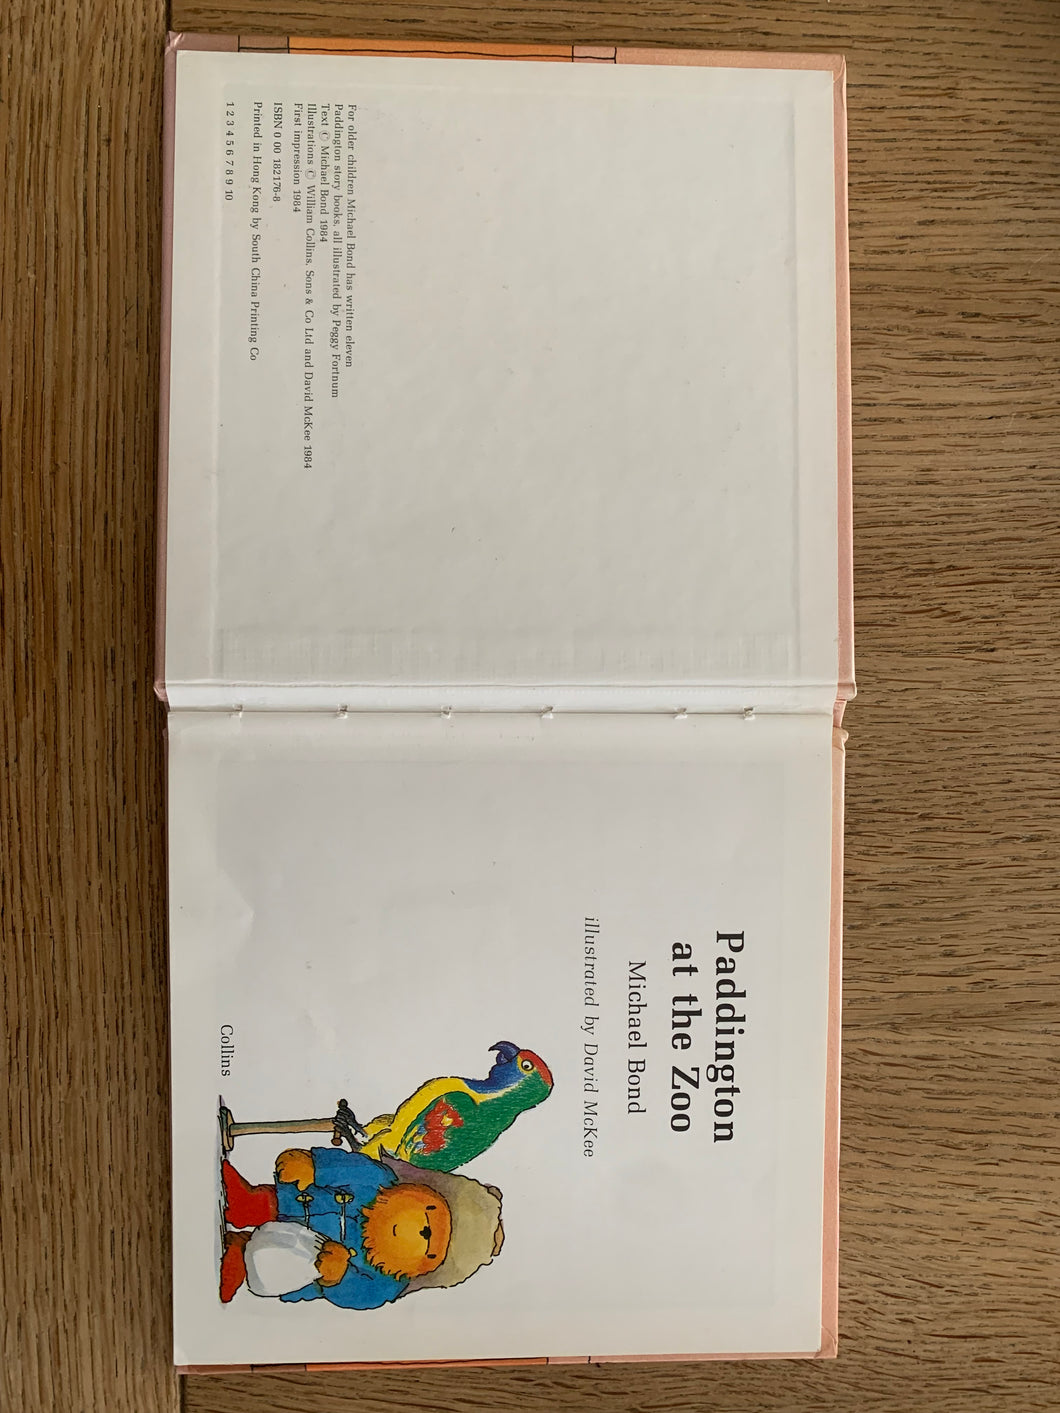 For older children Michael Bond has written eleven
Paddington story books, all illustrated by Peggy Fortnum
Text © Michael Bond 1984
Illustrations © William Collins, Sons & Co Ltd and David McKee 1984
First impression 1984
ISBN 0 00 182176-8
Printed in Hong Kong by South China Printing Co
1 2 3 4 5 6 7 8 9 10
Paddington
at the Zoo
Michael Bond
illustrated by David McKee
Collins